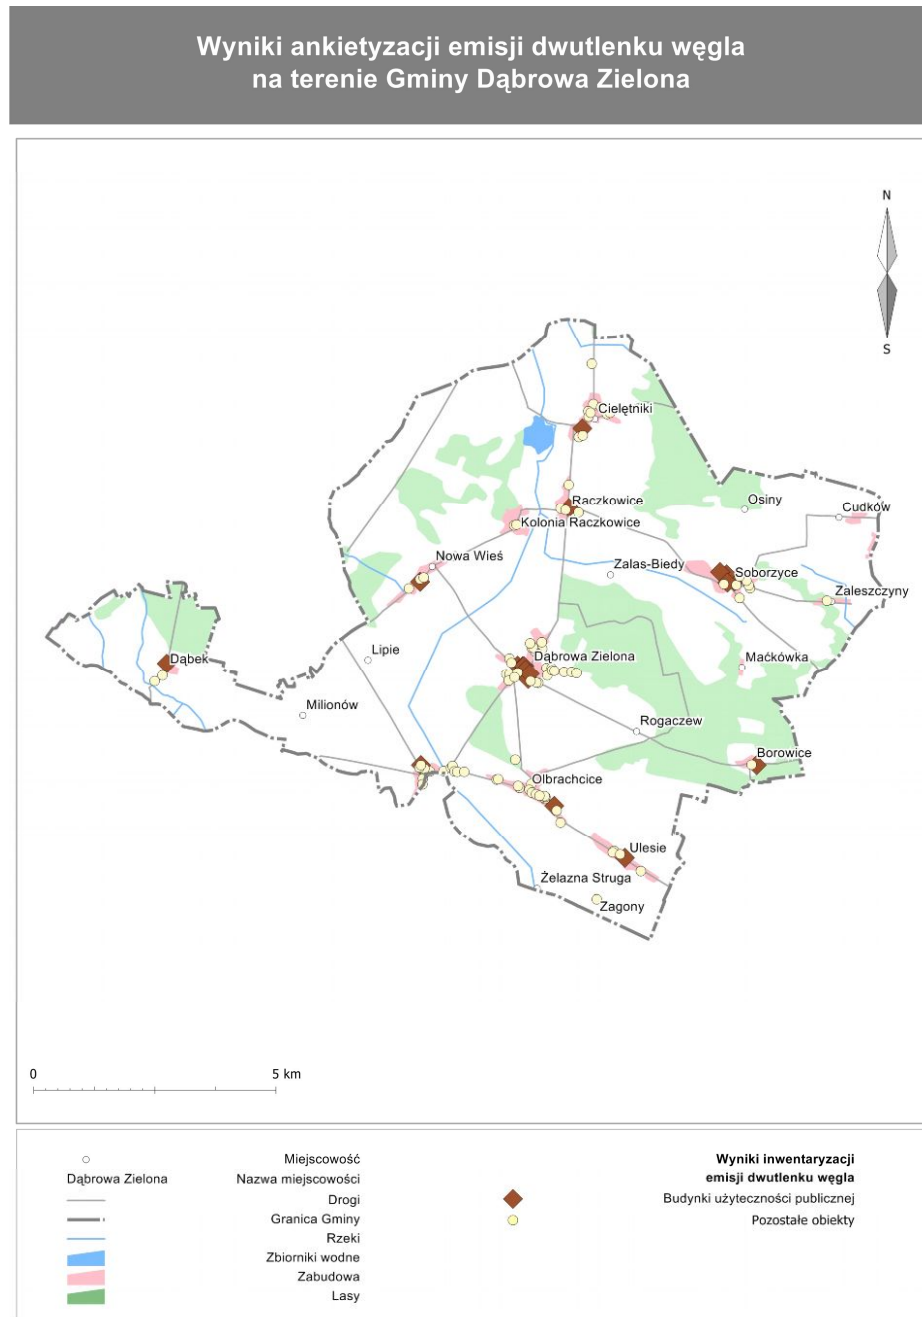 Wyniki ankietyzacji emisji dwutlenku węgla
na terenie Gminy Dąbrowa Zielona
N
S
Cielętniki
Raczkowice
Osiny
Cudków
Kolonia Raczkowice
Nowa Wieś
Zalas-Biedy
Soborzyce
Zaleszczyny
Lipie
Dąbek
Dąbrowa Zielona
Maćkówka
Milionów
Rogaczew
Borowice
Olbrachcice
Ulesie
Żelazna Struga
Zagony
0
5 km
Miejscowość
Dąbrowa Zielona
Nazwa miejscowości
Drogi
Granica Gminy
Rzeki
Zbiorniki wodne
Zabudowa
Lasy
Wyniki inwentaryzacji
emisji dwutlenku węgla
Budynki użyteczności publicznej
Pozostałe obiekty